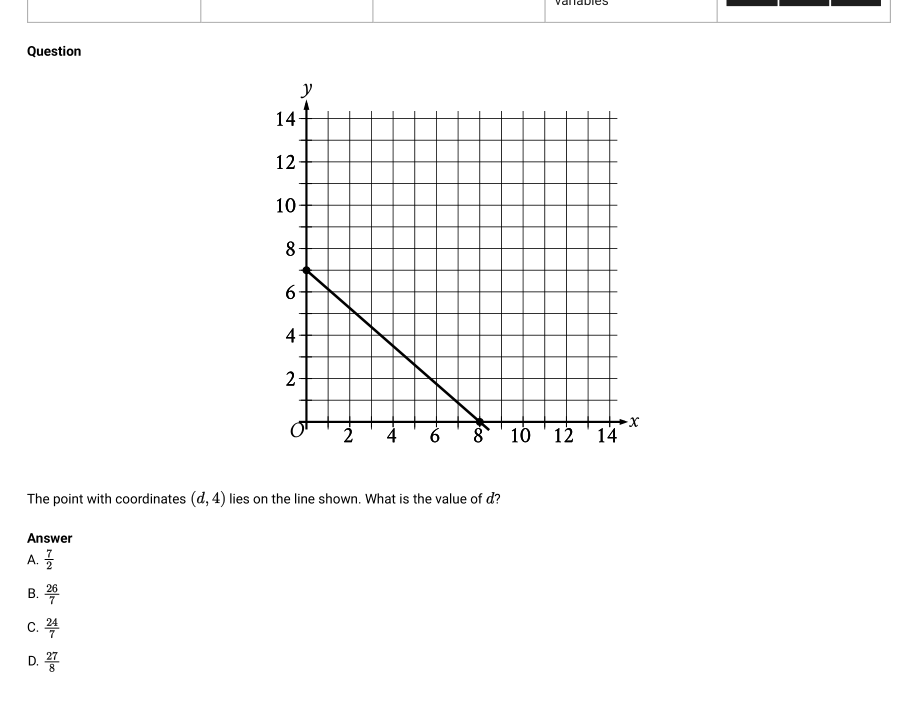 variables
Question
y
14
12
10
8
6
4
2
O 2 4 6 8 10 12 14 x
The point with coordinates (d, 4) lies on the line shown. What is the value of d?
Answer
A. 7/2
B. 26/7
C. 24/7
D. 27/8